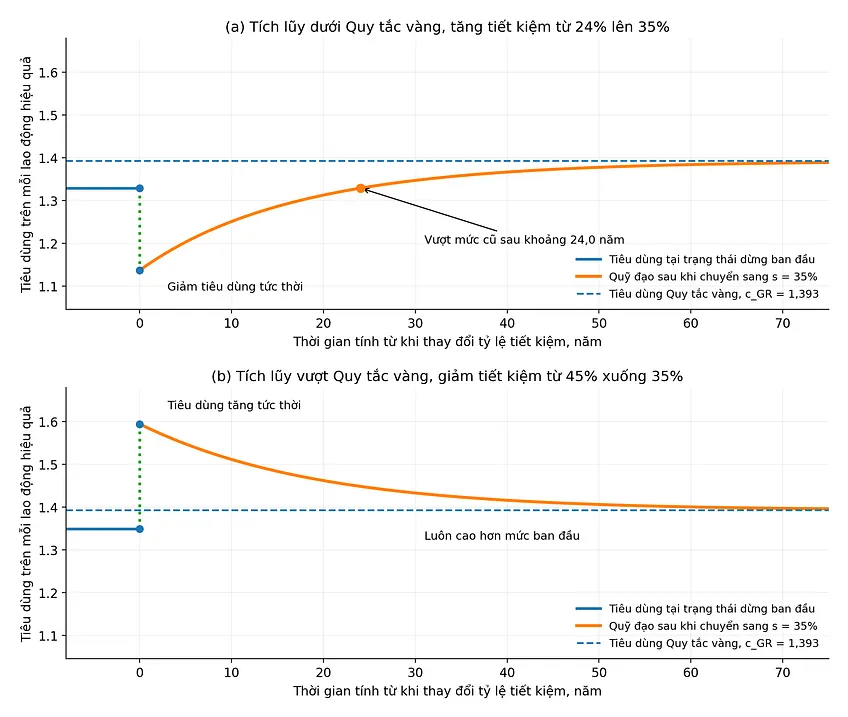 (a) Tích lũy dưới Quy tắc vàng, tăng tiết kiệm từ 24% lên 35%
Tiêu dùng trên mỗi lao động hiệu quả
1.6
1.5
1.4
1.3
1.2
1.1
Vượt mức cũ sau khoảng 24,0 năm
Giảm tiêu dùng tức thời
Tiêu dùng tại trạng thái dừng ban đầu
Quỹ đạo sau khi chuyển sang s = 35%
Tiêu dùng Quy tắc vàng, c_GR = 1,393
0 10 20 30 40 50 60 70
Thời gian tính từ khi thay đổi tỷ lệ tiết kiệm, năm
(b) Tích lũy vượt Quy tắc vàng, giảm tiết kiệm từ 45% xuống 35%
Tiêu dùng trên mỗi lao động hiệu quả
1.6
1.5
1.4
1.3
1.2
1.1
Tiêu dùng tăng tức thời
Luôn cao hơn mức ban đầu
Tiêu dùng tại trạng thái dừng ban đầu
Quỹ đạo sau khi chuyển sang s = 35%
Tiêu dùng Quy tắc vàng, c_GR = 1,393
0 10 20 30 40 50 60 70
Thời gian tính từ khi thay đổi tỷ lệ tiết kiệm, năm